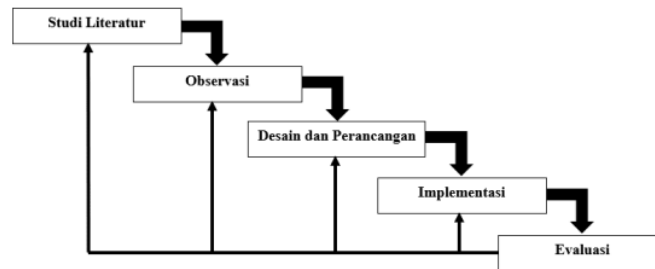 Studi Literatur
Observasi
Desain dan Perancangan
Implementasi
Evaluasi